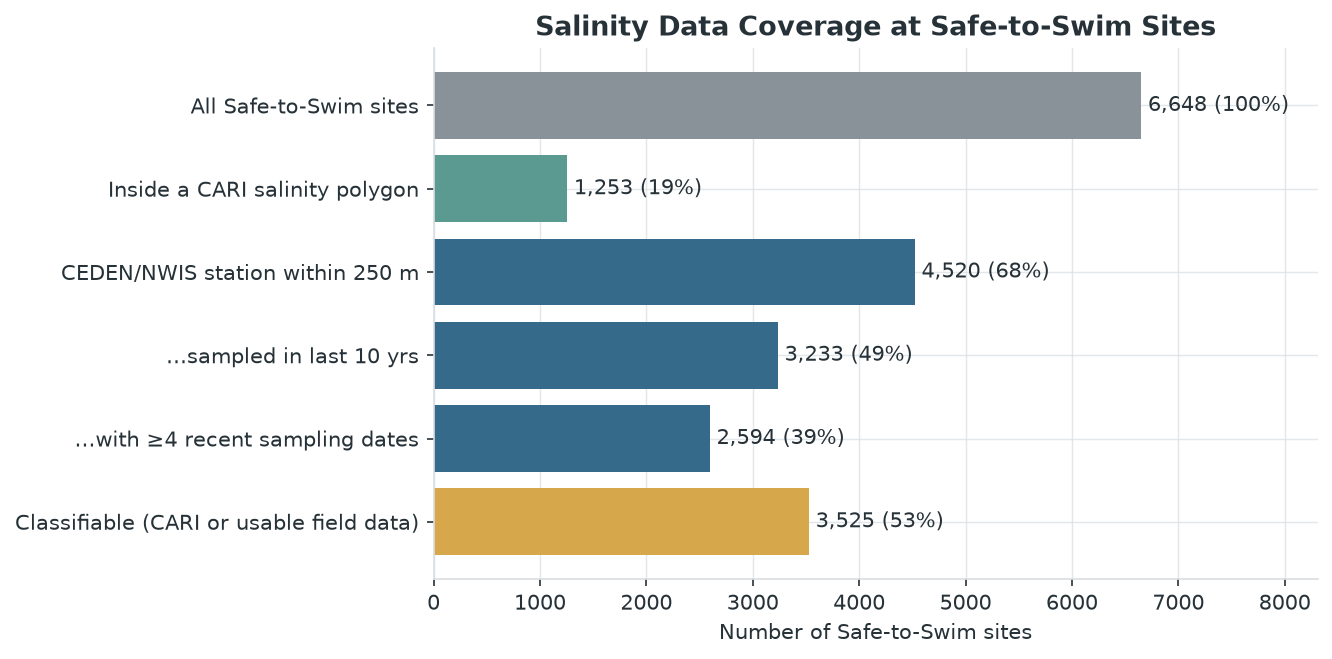 Salinity Data Coverage at Safe-to-Swim Sites
All Safe-to-Swim sites
6,648 (100%)
Inside a CARI salinity polygon
1,253 (19%)
CEDEN/NWIS station within 250 m
4,520 (68%)
...sampled in last 10 yrs
3,233 (49%)
...with ≥4 recent sampling dates
2,594 (39%)
Classifiable (CARI or usable field data)
3,525 (53%)
0 1000 2000 3000 4000 5000 6000 7000 8000
Number of Safe-to-Swim sites